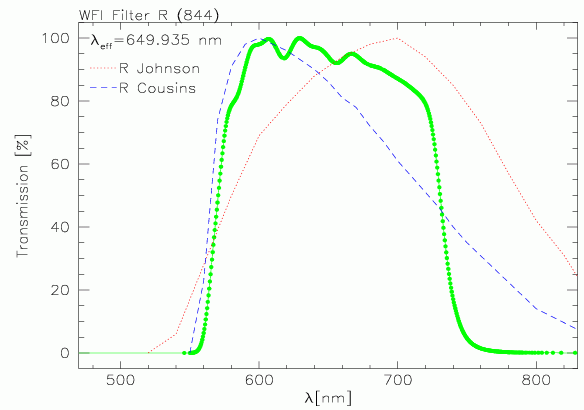 WFI Filter R (844)
λeff=649.935 nm
R Johnson
R Cousins
Transmission [%]
100
80
60
40
20
0
500
600
700
800
λ[nm]